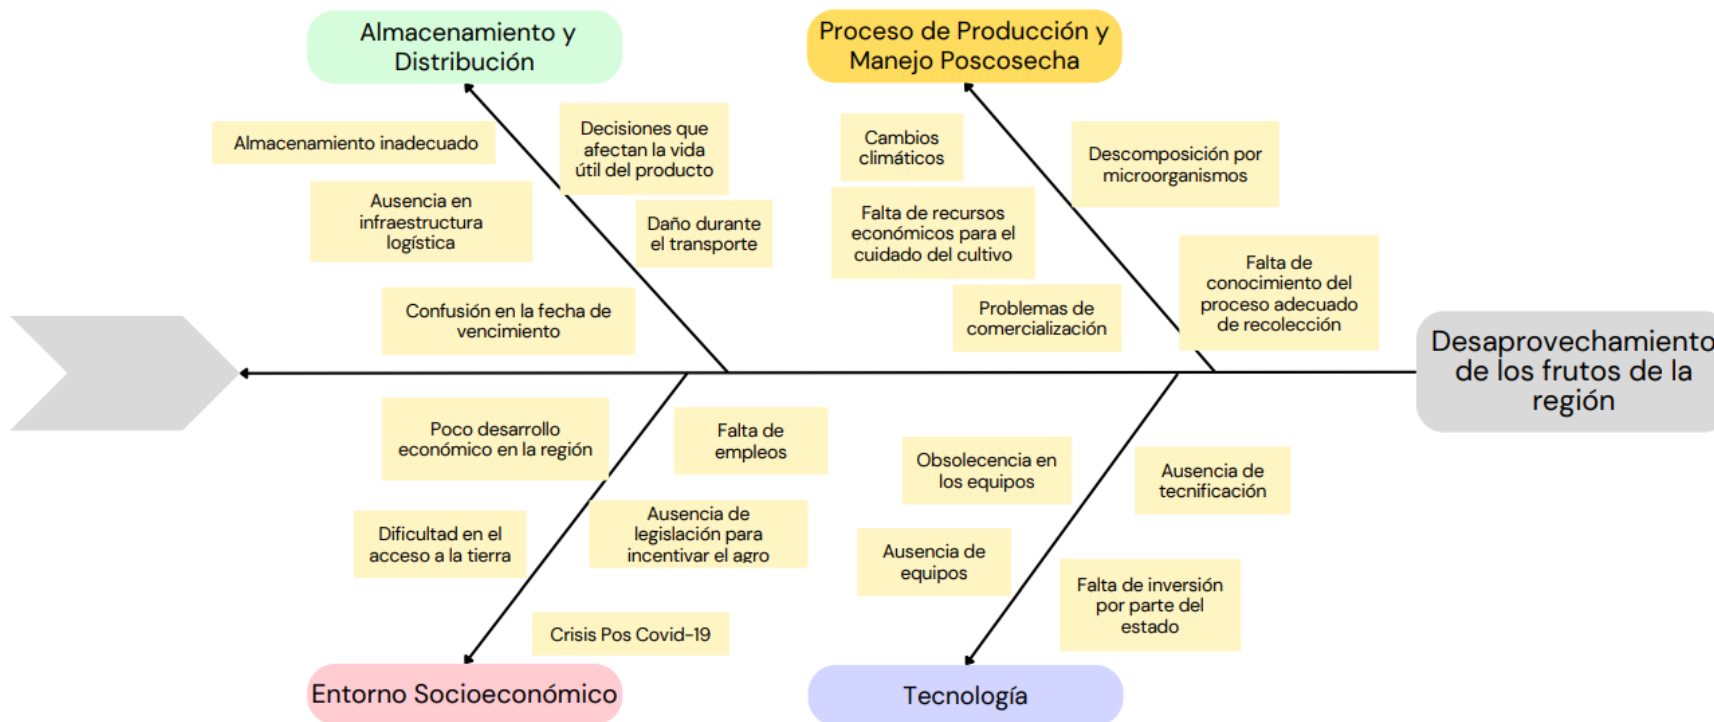 Almacenamiento y
Distribución
Proceso de Producción y
Manejo Poscosecha
Almacenamiento inadecuado
Decisiones que
afectan la vida
útil del producto
Ausencia en
infraestructura
logística
Daño durante
el transporte
Confusión en la fecha de
vencimiento
Cambios
climáticos
Descomposición por
microorganismos
Falta de recursos
económicos para el
cuidado del cultivo
Falta de
conocimiento del
proceso adecuado
de recolección
Problemas de
comercialización
Desaprovechamiento
de los frutos de la
región
Poco desarrollo
económico en la región
Falta de
empleos
Dificultad en el
acceso a la tierra
Ausencia de
legislación para
incentivar el agro
Crisis Pos Covid-19
Obsolecencia en
los equipos
Ausencia de
tecnificación
Ausencia de
equipos
Falta de inversión
por parte del
estado
Entorno Socioeconómico
Tecnología